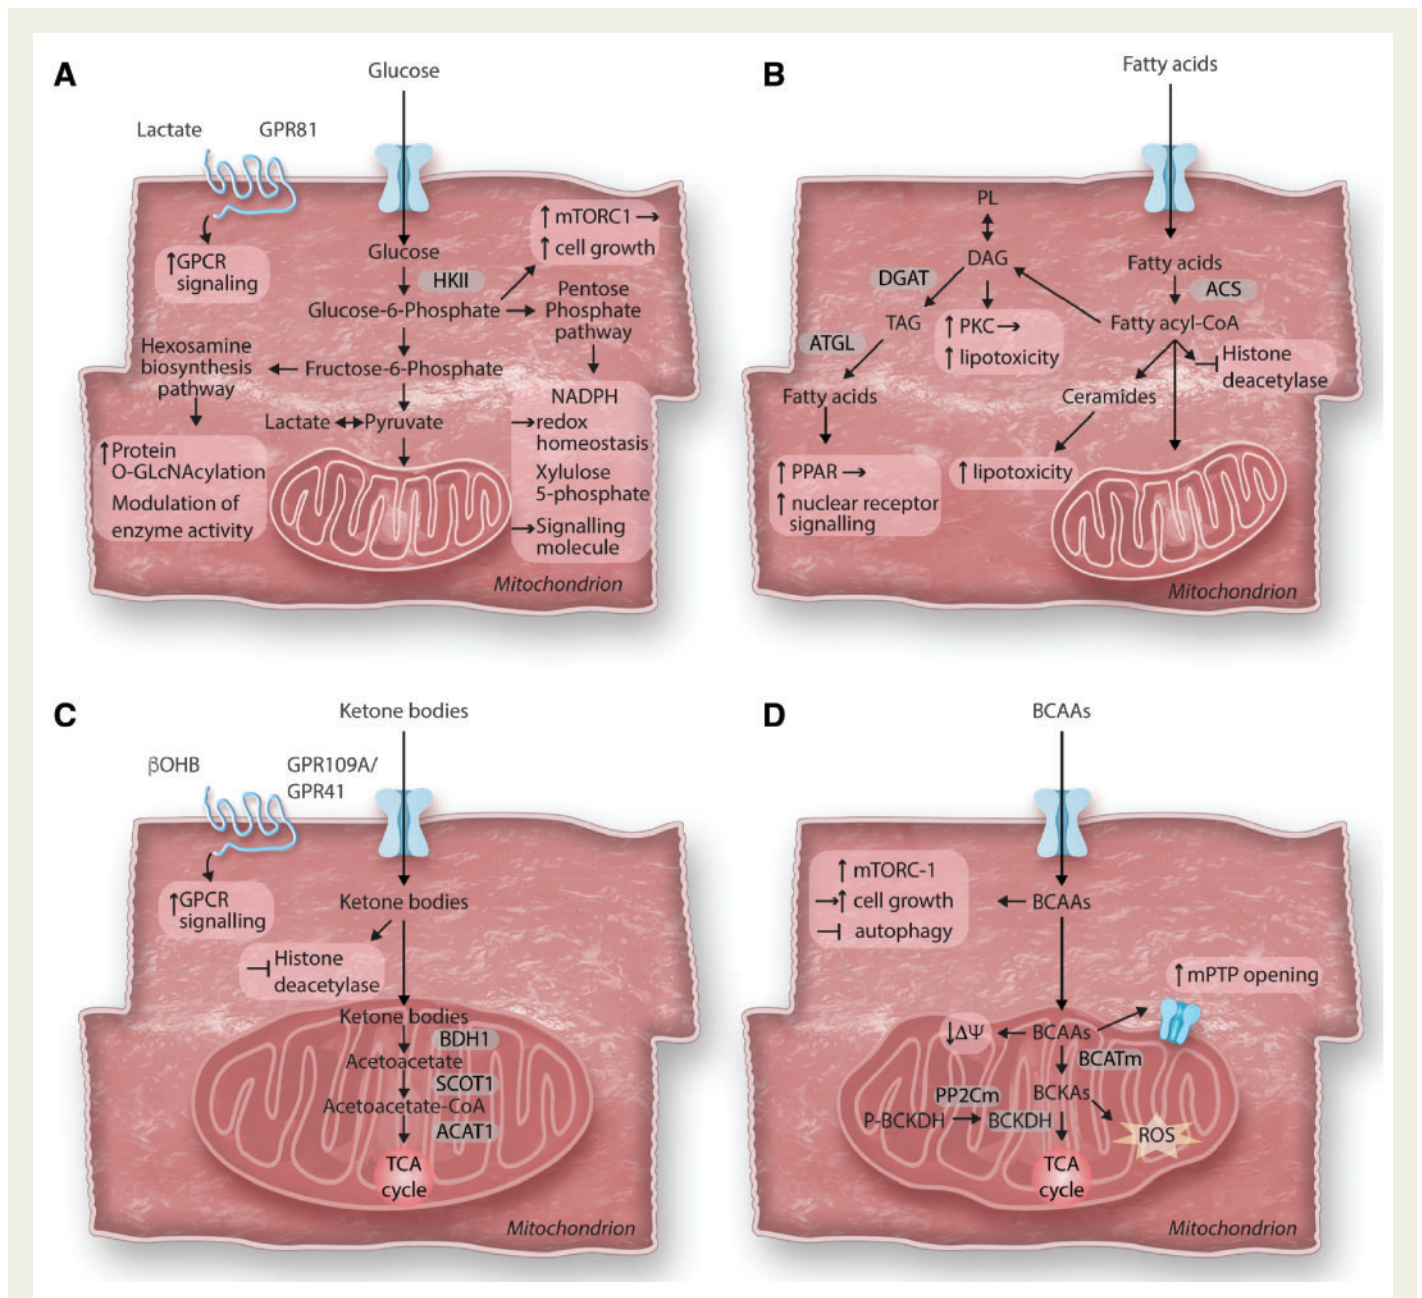 A
Glucose
Lactate
GPR81
↑GPCR
signaling
Glucose
HKII
↑ mTORC1 →
↑ cell growth
Glucose-6-Phosphate
Pentose
Phosphate
pathway
Hexosamine
biosynthesis
pathway
Fructose-6-Phosphate
Lactate
Pyruvate
↑Protein
O-GLcNAcylation
Modulation of
enzyme activity
NADPH
→redox
homeostasis
Xylulose
5-phosphate
→Signalling
molecule
Mitochondrion
B
Fatty acids
PL
DAG
DGAT
TAG
ATGL
Fatty acids
↑ PPAR →
↑ nuclear receptor
signalling
↑ PKC →
↑ lipotoxicity
Fatty acids
ACS
Fatty acyl-CoA
Histone
deacetylase
Ceramides
↑ lipotoxicity
Mitochondrion
C
Ketone bodies
βOHB
GPR109A/
GPR41
↑GPCR
signalling
Ketone bodies
Histone
deacetylase
Ketone bodies
BDH1
Acetoacetate
SCOT1
Acetoacetate-CoA
ACAT1
TCA
cycle
Mitochondrion
D
BCAAs
↑ mTORC-1
→↑ cell growth
⊣ autophagy
BCAAs
↑ mPTP opening
↓ΔΨ
BCAAs
BCATm
PP2Cm
BCKAs
P-BCKDH
BCKDH
ROS
TCA
cycle
Mitochondrion